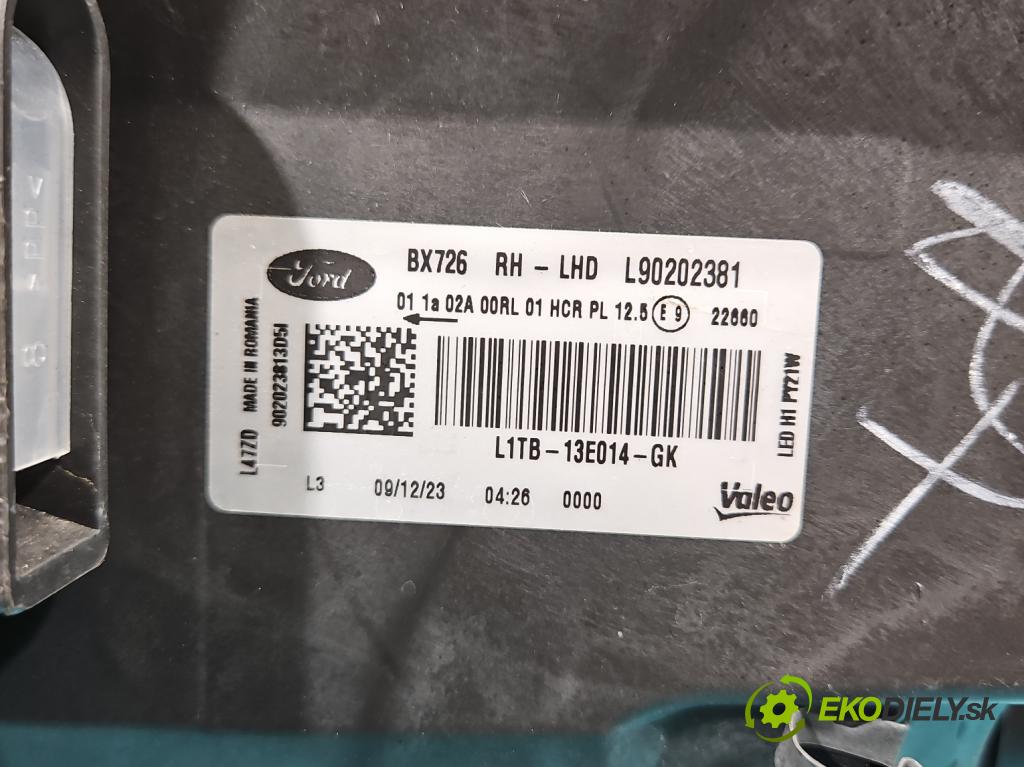 Ford
BX726 RH - LHD L90202381
01 1a 02A 00RL 01 HCR PL 12.5 E 9 22660
L1TB-13E014-GK
L3 09/12/23 04:26 0000
Valeo
L47ZD MADE IN ROMANIA
902023813D5I
LED H1 PY21W
EKODIELY.sk